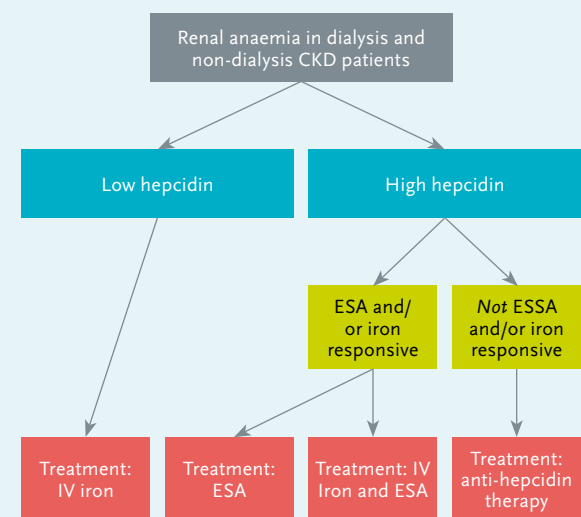 Renal anaemia in dialysis and
non-dialysis CKD patients
Low hepcidin
High hepcidin
ESA and/
or iron
responsive
Not ESSA
and/or iron
responsive
Treatment:
IV iron
Treatment:
ESA
Treatment: IV
Iron and ESA
Treatment:
anti-hepcidin
therapy